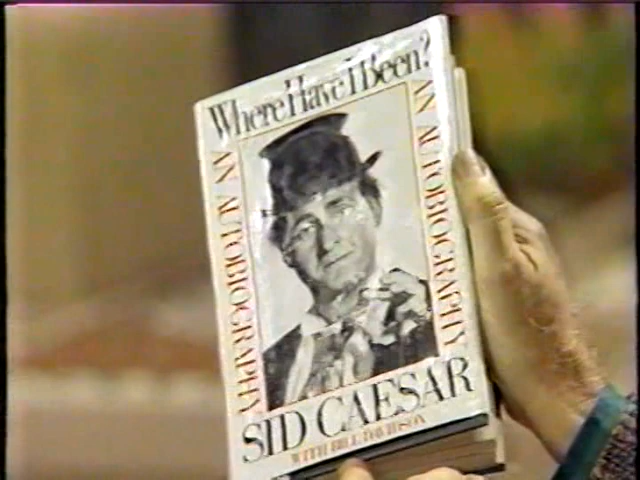 Where Have I Been?
AN AUTOBIOGRAPHY
AN AUTOBIOGRAPHY
SID CAESAR
WITH BILL DAVIDSON